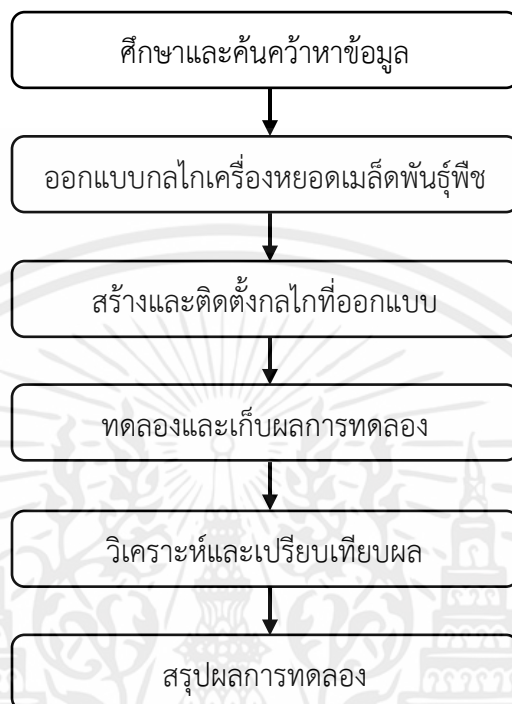 ศึกษาและค้นคว้าหาข้อมูล
ออกแบบกลไกเครื่องหยอดเมล็ดพันธุ์พืช
สร้างและติดตั้งกลไกที่ออกแบบ
ทดลองและเก็บผลการทดลอง
วิเคราะห์และเปรียบเทียบผล
สรุปผลการทดลอง